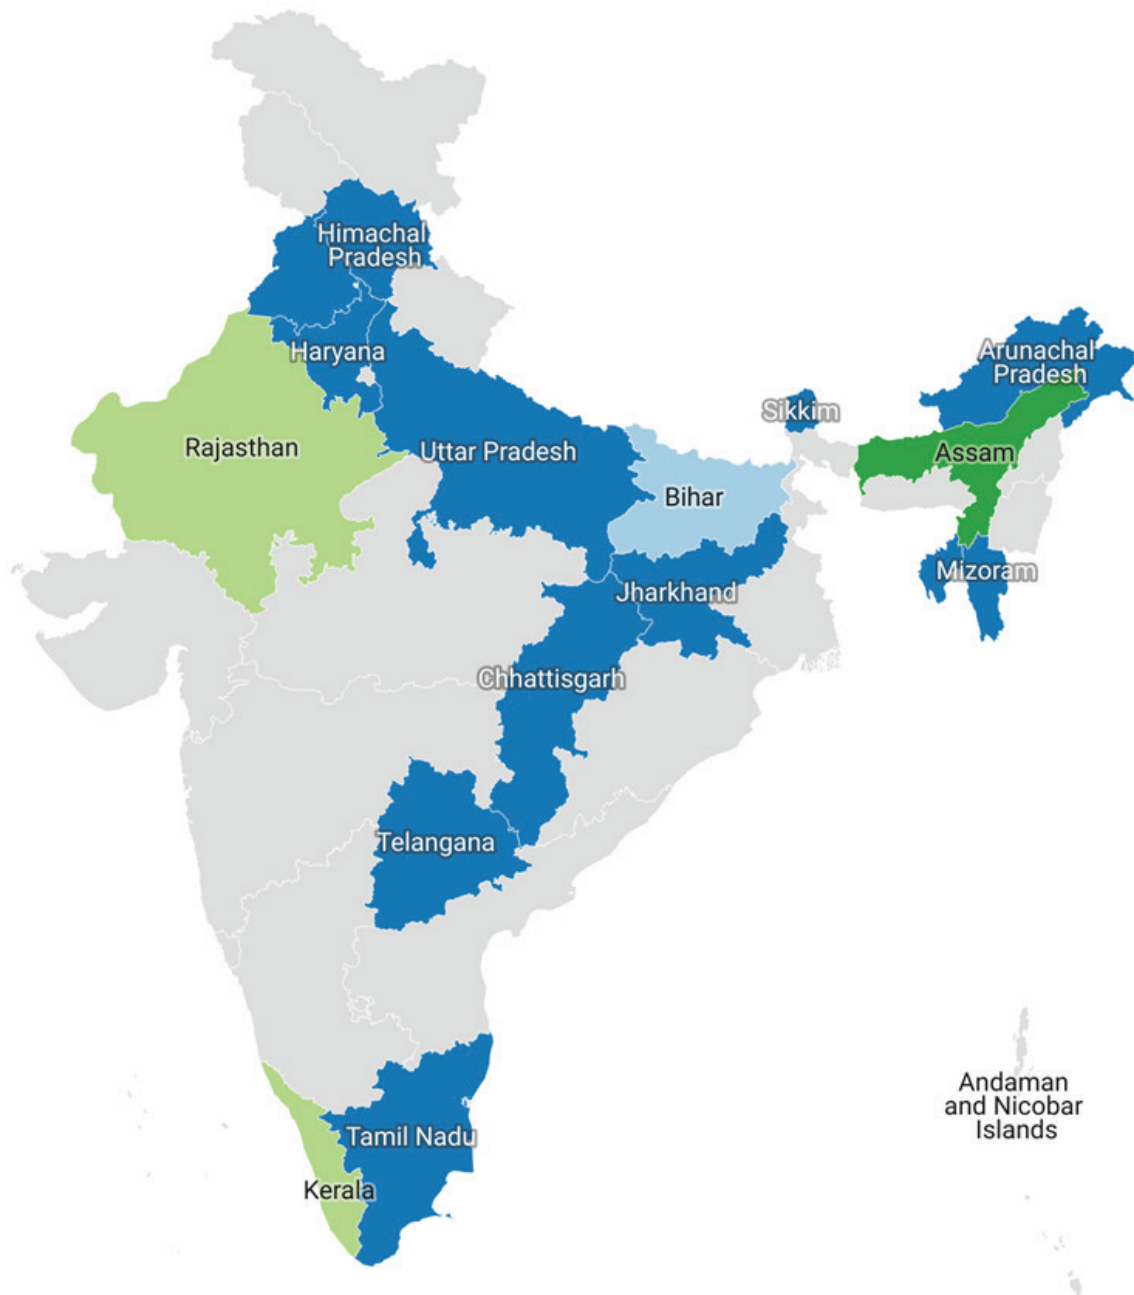 Himachal
Pradesh
Haryana
Arunachal
Pradesh
Sikkim
Rajasthan
Uttar Pradesh
Assam
Bihar
Mizoram
Jharkhand
Chhattisgarh
Telangana
Andaman
and Nicobar
Islands
Tamil Nadu
Kerala